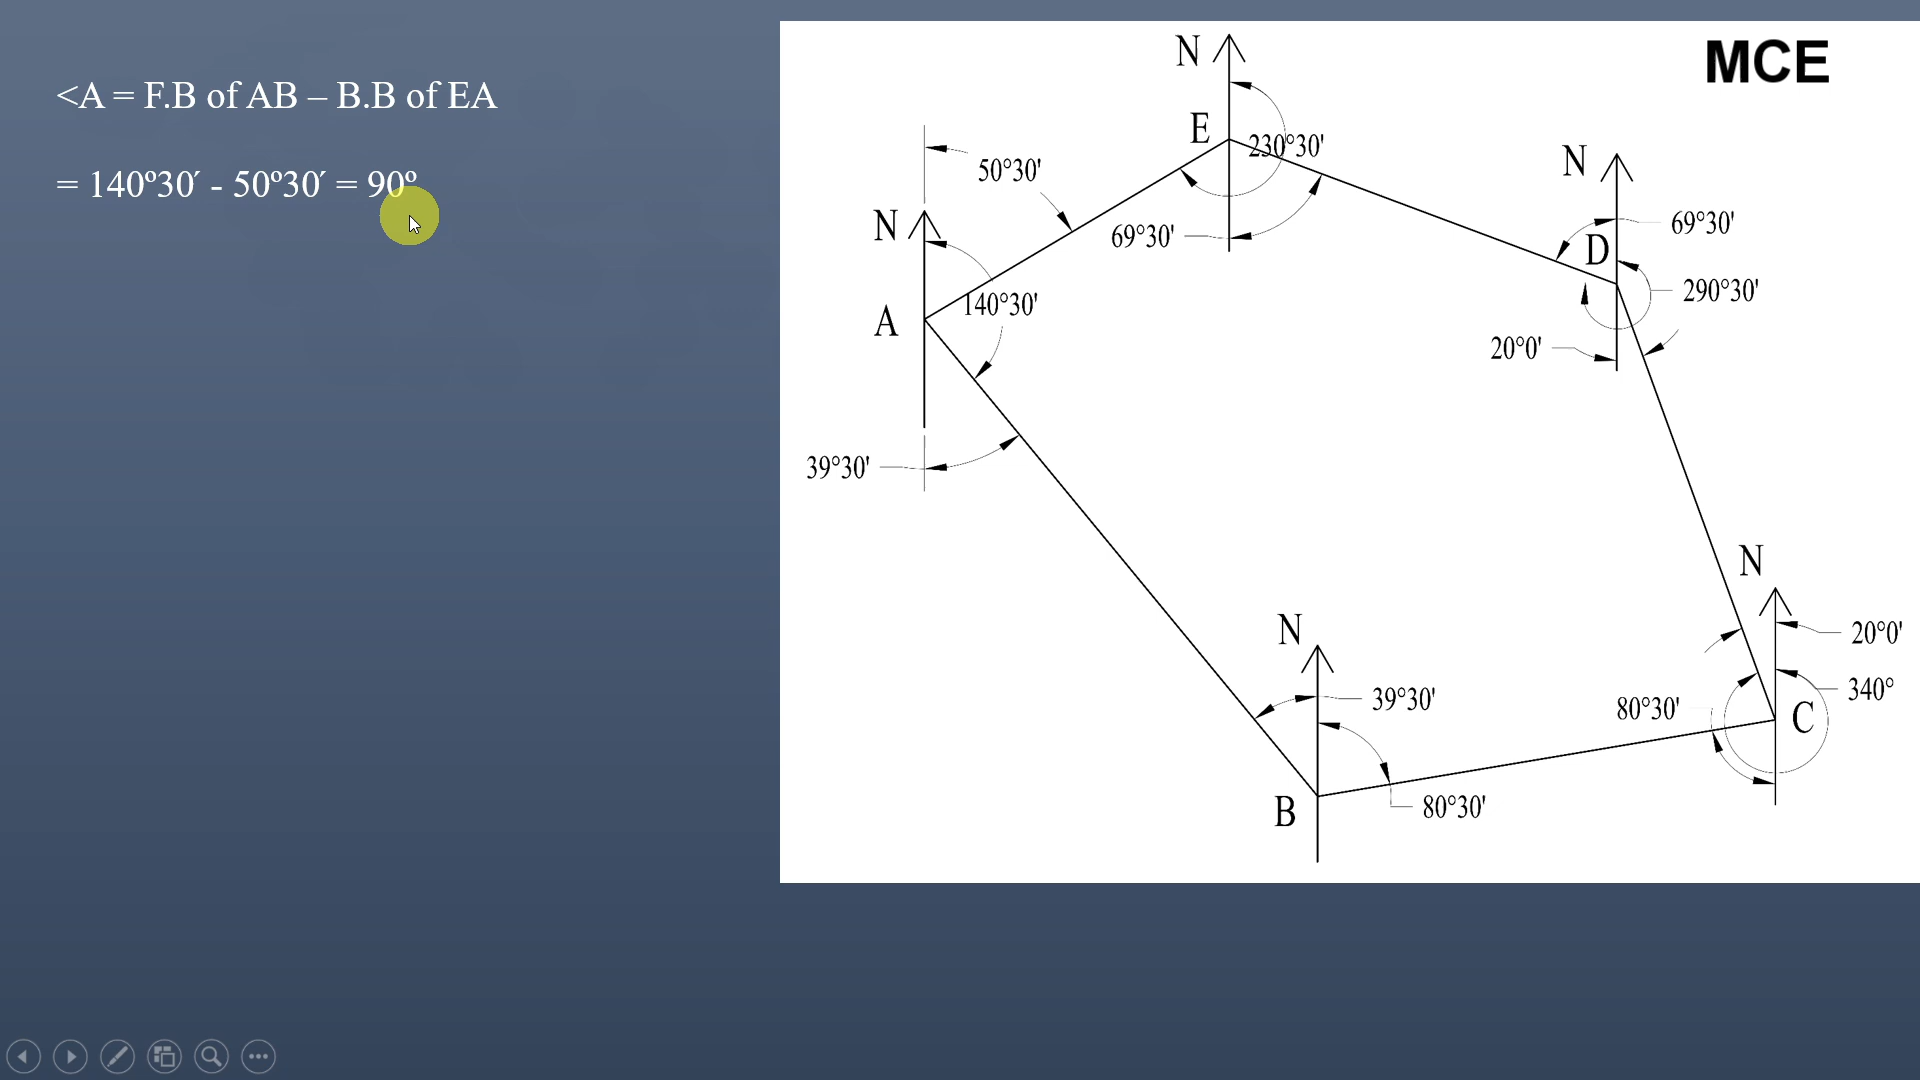 <A = F.B of AB – B.B of EA
= 140º30′ - 50º30′ = 90º
MCE
N
E
230°30'
50°30'
N
69°30'
N
69°30'
D
290°30'
20°0'
N
140°30'
A
39°30'
N
20°0'
340°
80°30'
C
N
39°30'
B
80°30'